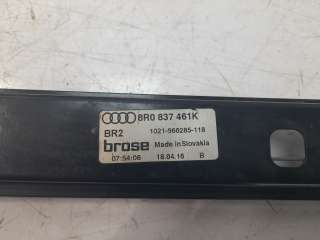 8R0 837 461K
BR2 1021-966285-118
brose Made in Slovakia
07:54:06 18.04.16 B